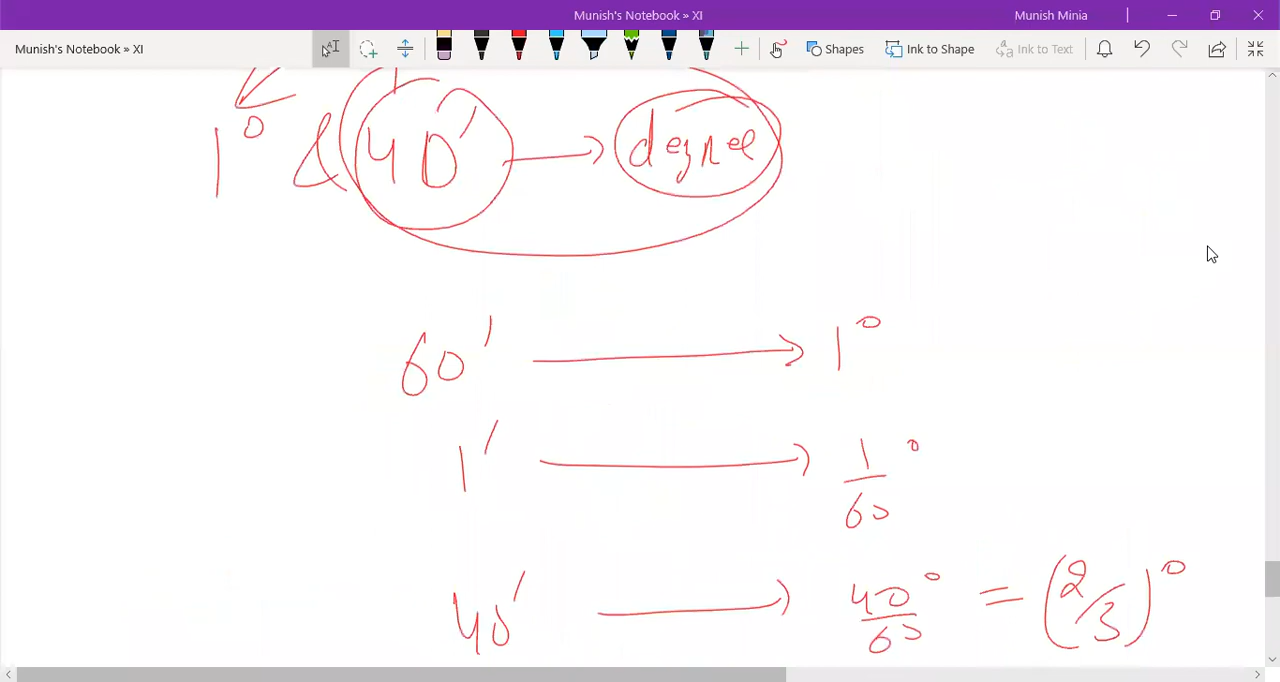 Munish's Notebook » XI
Munish Minia
Munish's Notebook » XI
Shapes
Ink to Shape
Ink to Text
1° & 40' → degree
60' → 1°
1' → 1/60°
40' → 40/60° = (2/3)°